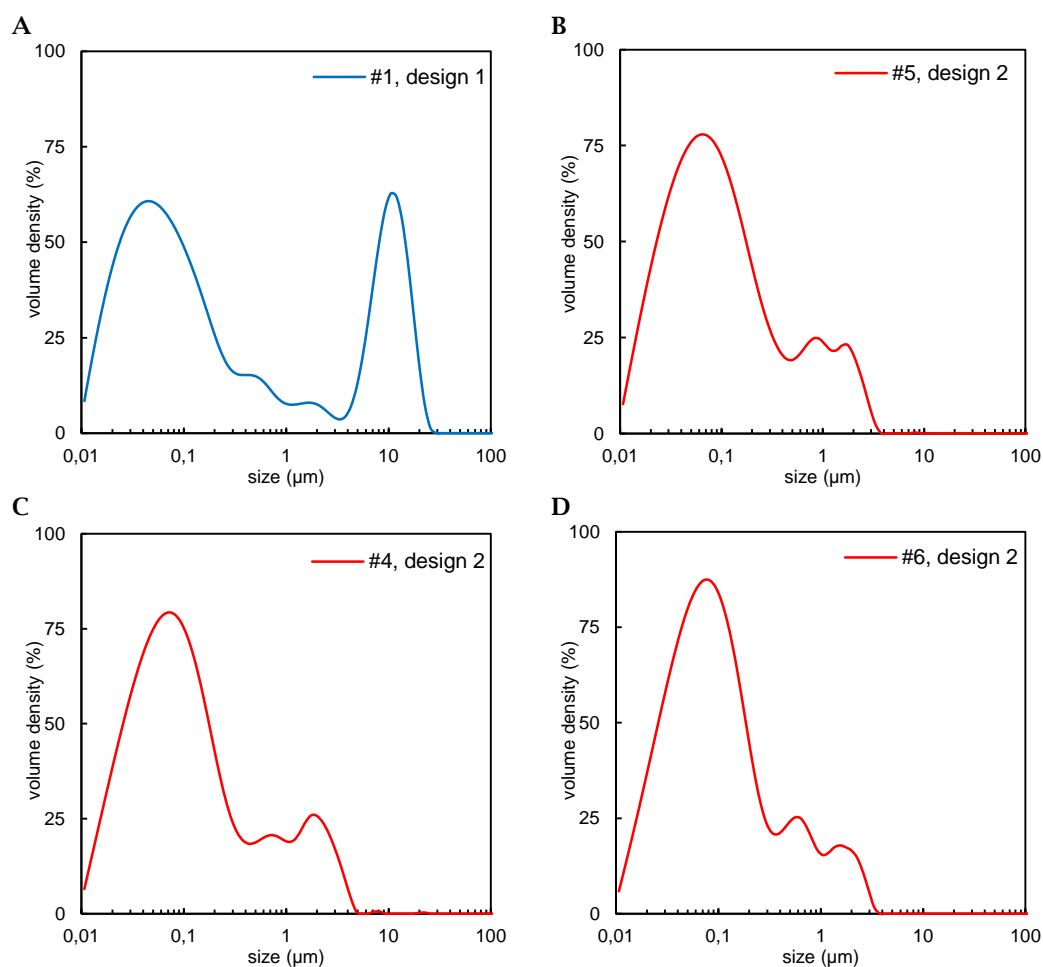 A
100
75
50
25
0
volume density (%)
#1, design 1
0,01 0,1 1 10 100
size (µm)
B
100
75
50
25
0
volume density (%)
#5, design 2
0,01 0,1 1 10 100
size (µm)
C
100
75
50
25
0
volume density (%)
#4, design 2
0,01 0,1 1 10 100
size (µm)
D
100
75
50
25
0
volume density (%)
#6, design 2
0,01 0,1 1 10 100
size (µm)